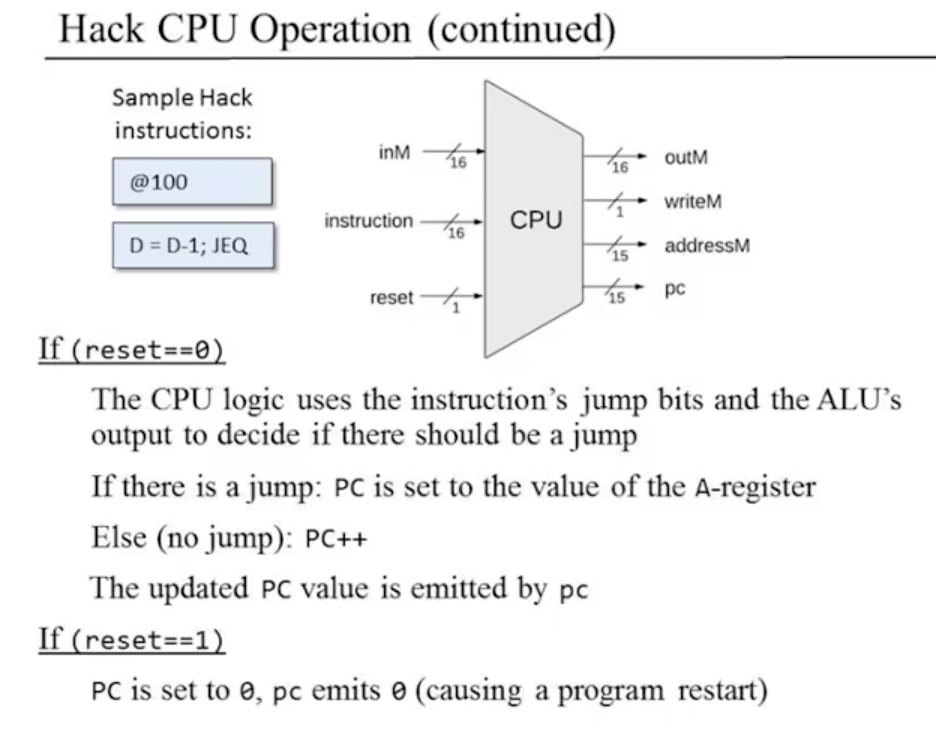 Hack CPU Operation (continued)
Sample Hack
instructions:
@100
D = D-1; JEQ
inM
16
instruction
16
reset
1
CPU
16
outM
1
writeM
15
addressM
15
pc
If (reset==0)
The CPU logic uses the instruction’s jump bits and the ALU’s
output to decide if there should be a jump
If there is a jump: PC is set to the value of the A-register
Else (no jump): PC++
The updated PC value is emitted by pc
If (reset==1)
PC is set to 0, pc emits 0 (causing a program restart)